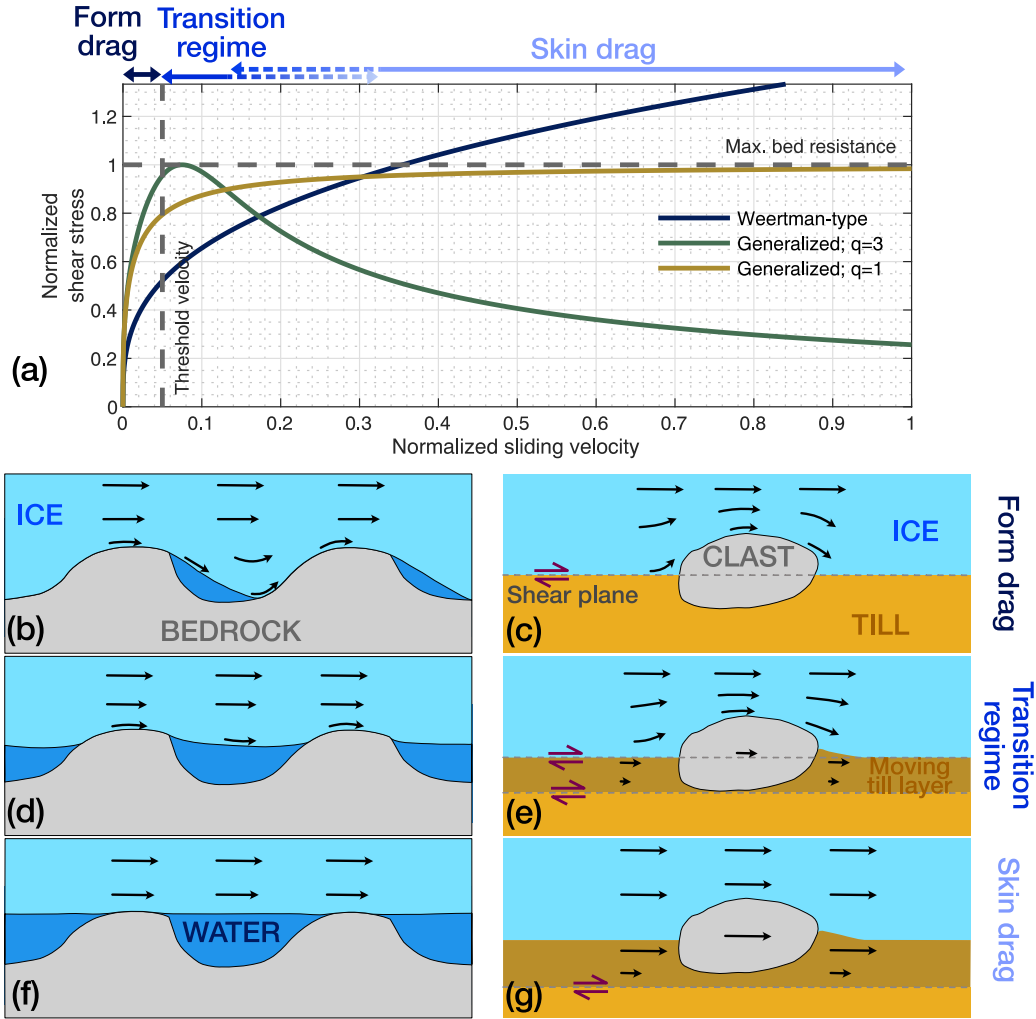 Form
drag
Transition
regime
Skin drag
Normalized
shear stress
1.2
1
0.8
0.6
0.4
0.2
0
Max. bed resistance
Threshold velocity
Weertman-type
Generalized; q=3
Generalized; q=1
0 0.1 0.2 0.3 0.4 0.5 0.6 0.7 0.8 0.9 1
Normalized sliding velocity
(a)
ICE
BEDROCK
(b)
ICE
CLAST
Shear plane
TILL
(c)
Form drag
(d)
Moving
till layer
(e)
Transition
regime
WATER
(f)
(g)
Skin drag